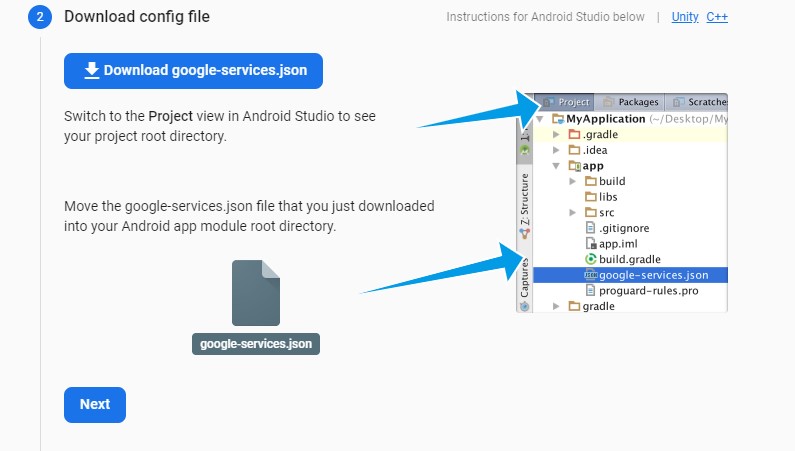 2 Download config file
Instructions for Android Studio below | Unity C++
Download google-services.json
Switch to the Project view in Android Studio to see
your project root directory.
Move the google-services.json file that you just downloaded
into your Android app module root directory.
google-services.json
Next
Project Packages Scratche
MyApplication (~/Desktop/My
.gradle
.idea
app
build
libs
src
.gitignore
app.iml
build.gradle
google-services.json
proguard-rules.pro
gradle
Z: Structure
Captures